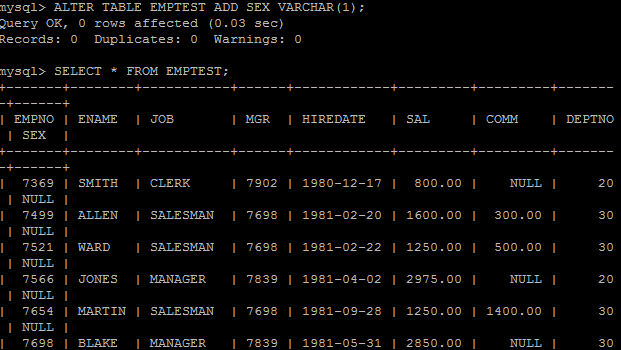 mysql> ALTER TABLE EMPTEST ADD SEX VARCHAR(1);
Query OK, 0 rows affected (0.03 sec)
Records: 0  Duplicates: 0  Warnings: 0

mysql> SELECT * FROM EMPTEST;
+-------+--------+-----------+------+------------+---------+---------+-------
-+------+
| EMPNO | ENAME  | JOB       | MGR  | HIREDATE   | SAL     | COMM    | DEPTNO
 | SEX  |
+-------+--------+-----------+------+------------+---------+---------+-------
-+------+
|  7369 | SMITH  | CLERK     | 7902 | 1980-12-17 |  800.00 |    NULL |     20
 | NULL |
|  7499 | ALLEN  | SALESMAN  | 7698 | 1981-02-20 | 1600.00 |  300.00 |     30
 | NULL |
|  7521 | WARD   | SALESMAN  | 7698 | 1981-02-22 | 1250.00 |  500.00 |     30
 | NULL |
|  7566 | JONES  | MANAGER   | 7839 | 1981-04-02 | 2975.00 |    NULL |     20
 | NULL |
|  7654 | MARTIN | SALESMAN  | 7698 | 1981-09-28 | 1250.00 | 1400.00 |     30
 | NULL |
|  7698 | BLAKE  | MANAGER   | 7839 | 1981-05-31 | 2850.00 |    NULL |     30